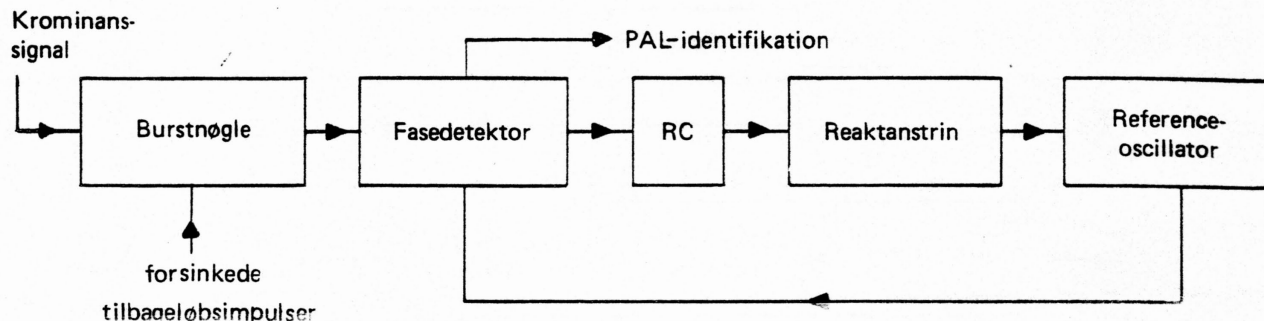 Krominans-
signal
PAL-identifikation
Burstnøgle
Fasedetektor
RC
Reaktanstrin
Reference-
oscillator
forsinkede
tilbageløbsimpulser